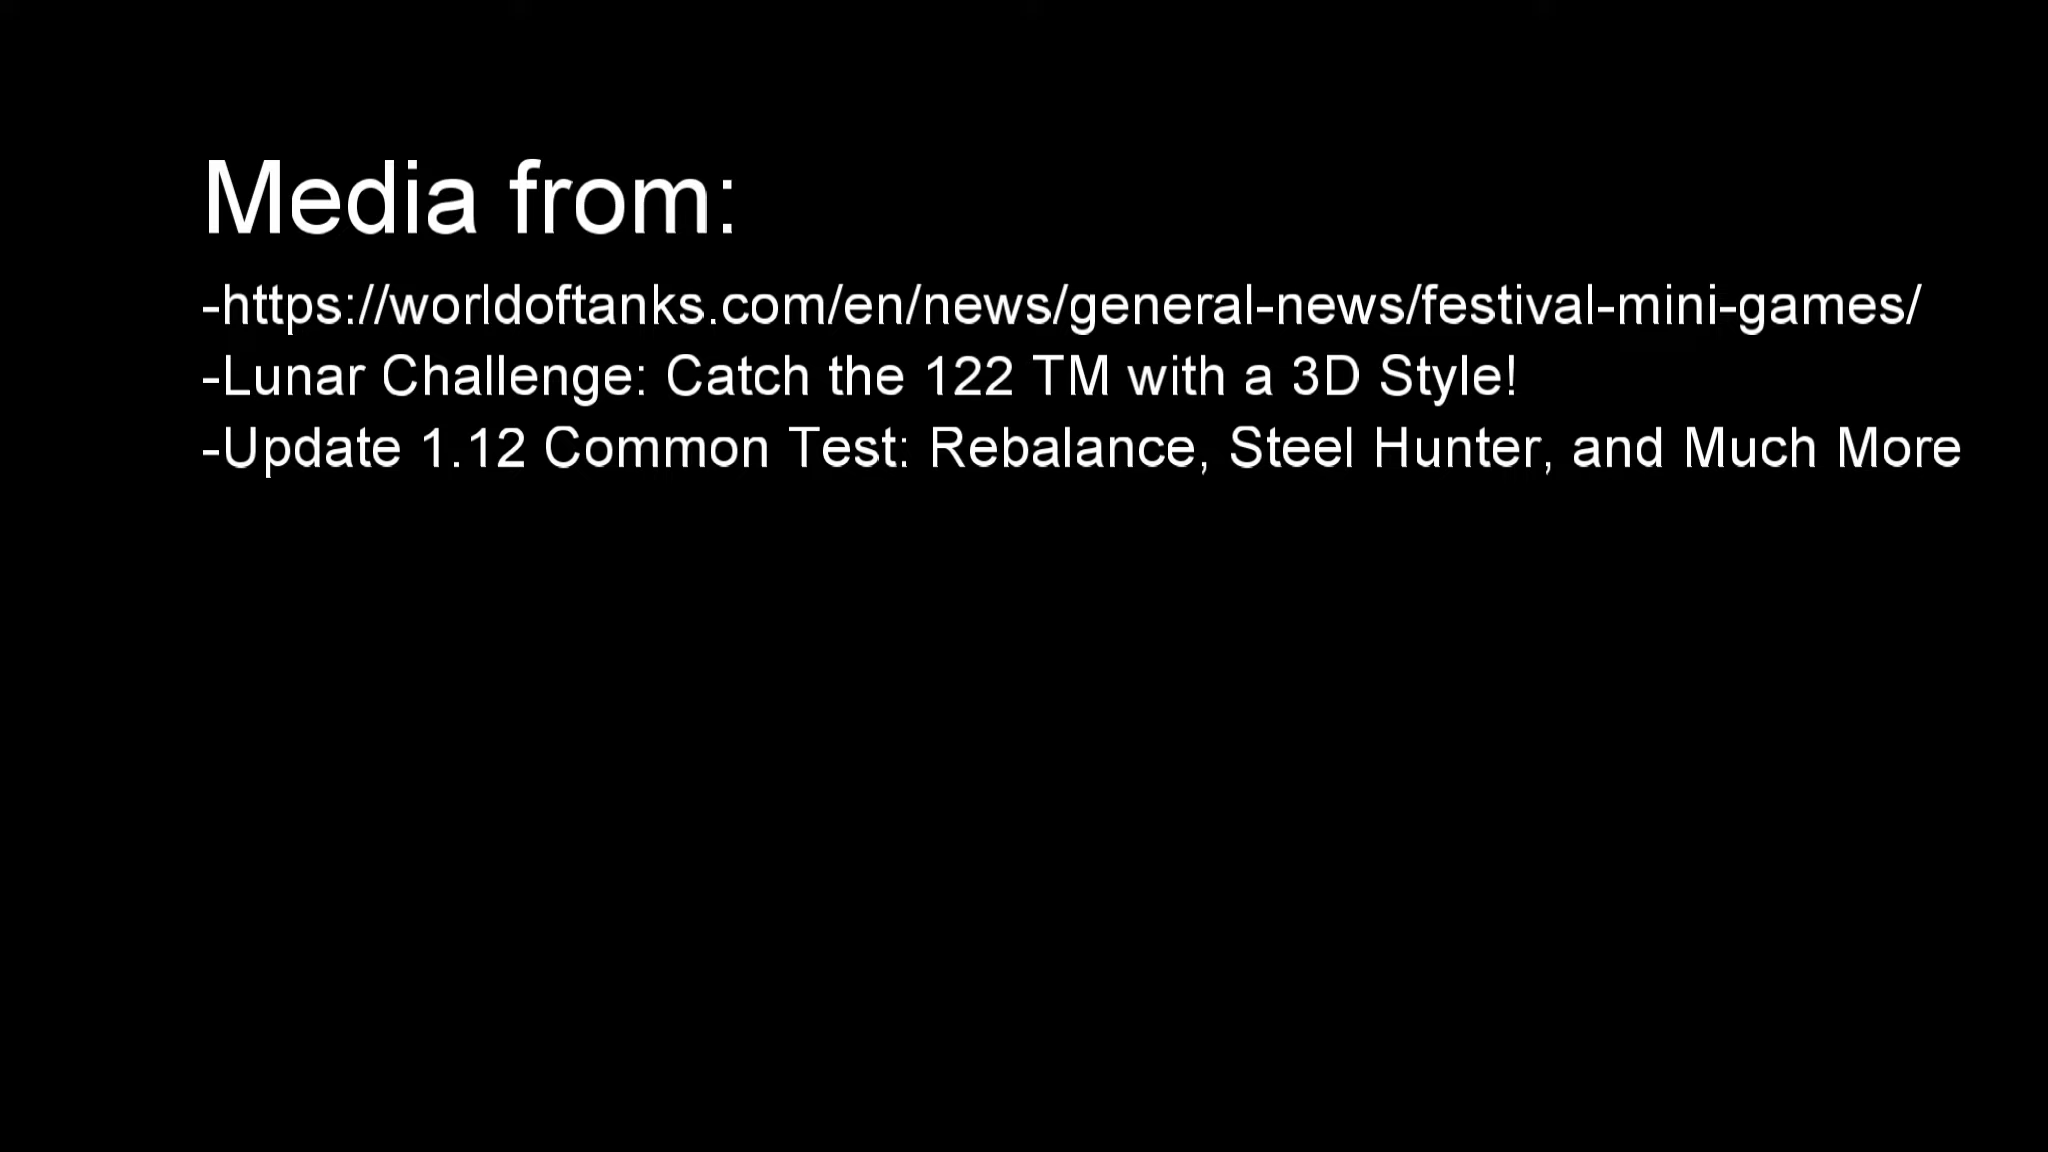 Media from:
-https://worldoftanks.com/en/news/general-news/festival-mini-games/
-Lunar Challenge: Catch the 122 TM with a 3D Style!
-Update 1.12 Common Test: Rebalance, Steel Hunter, and Much More